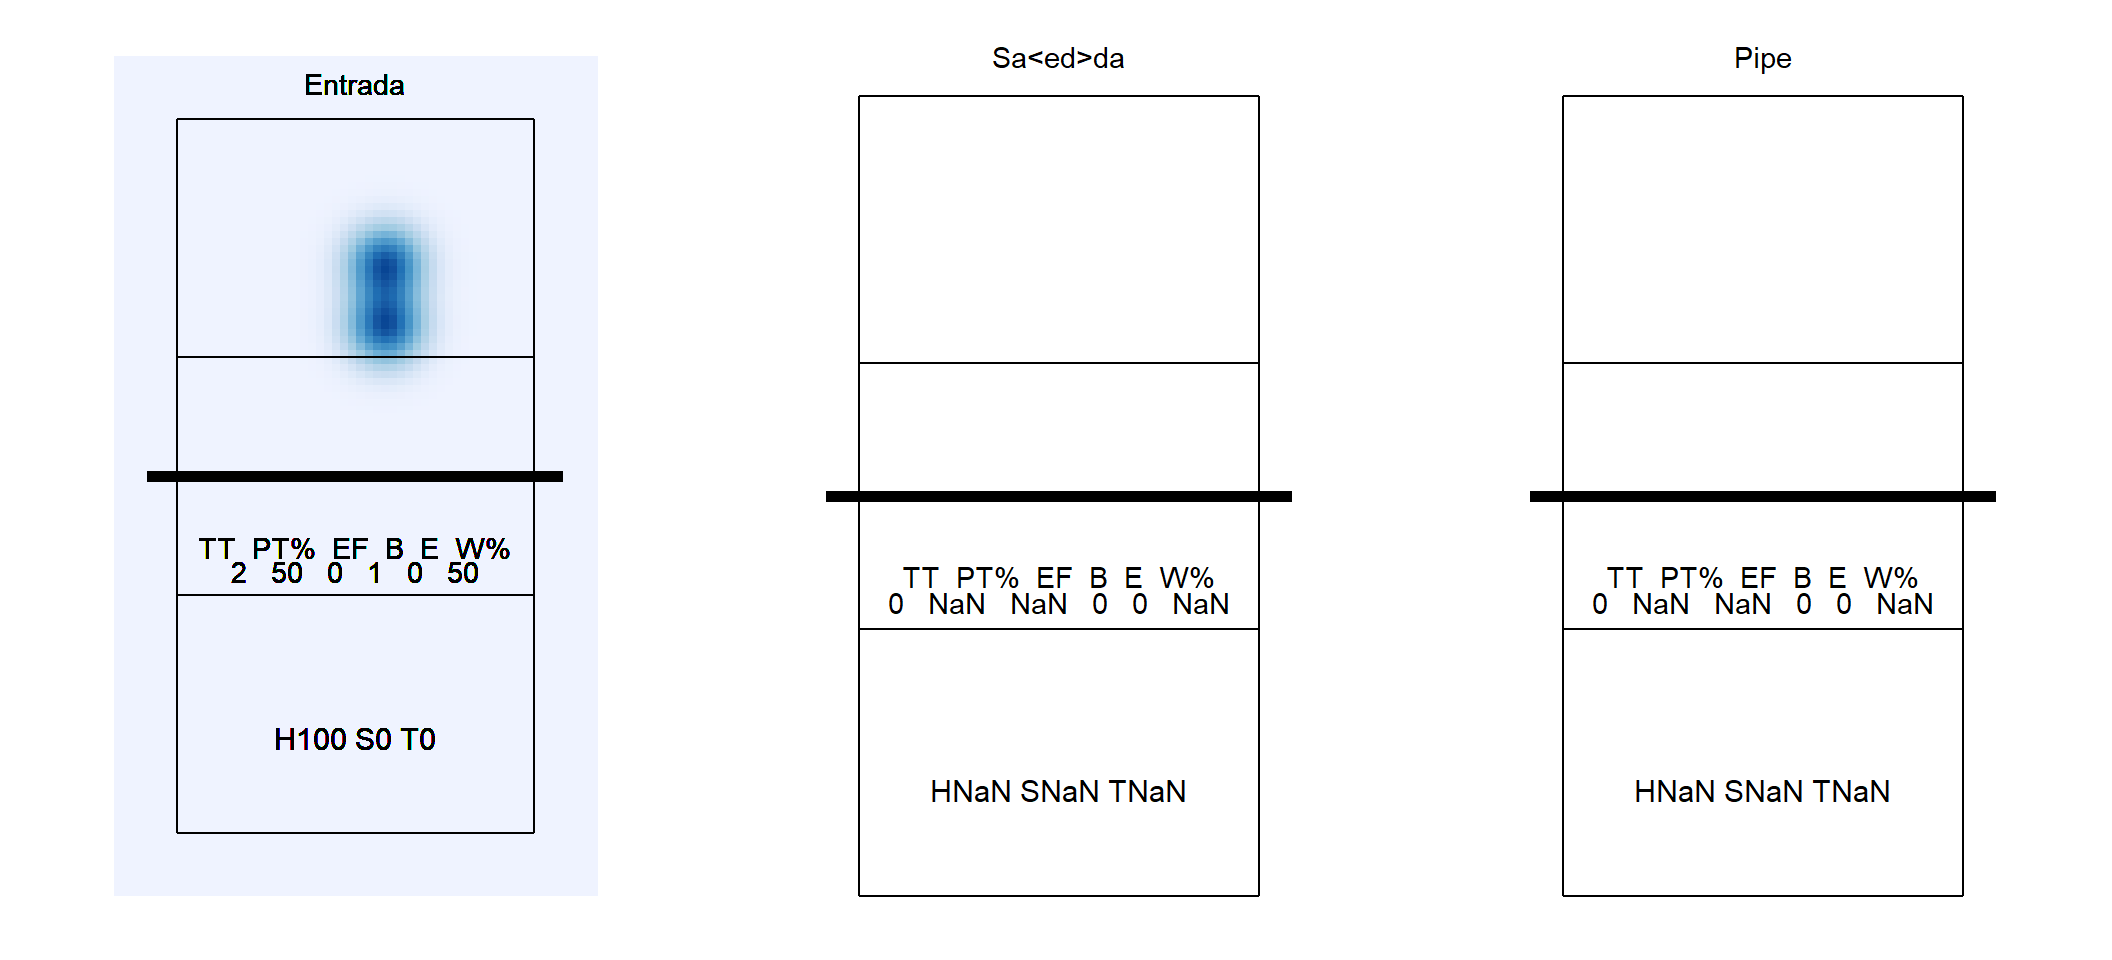 Entrada
TT PT% EF B E W%
2 50 0 1 0 50
H100 S0 T0
Sa<ed>da
TT PT% EF B E W%
0 NaN NaN 0 0 NaN
HNaN SNaN TNaN
Pipe
TT PT% EF B E W%
0 NaN NaN 0 0 NaN
HNaN SNaN TNaN